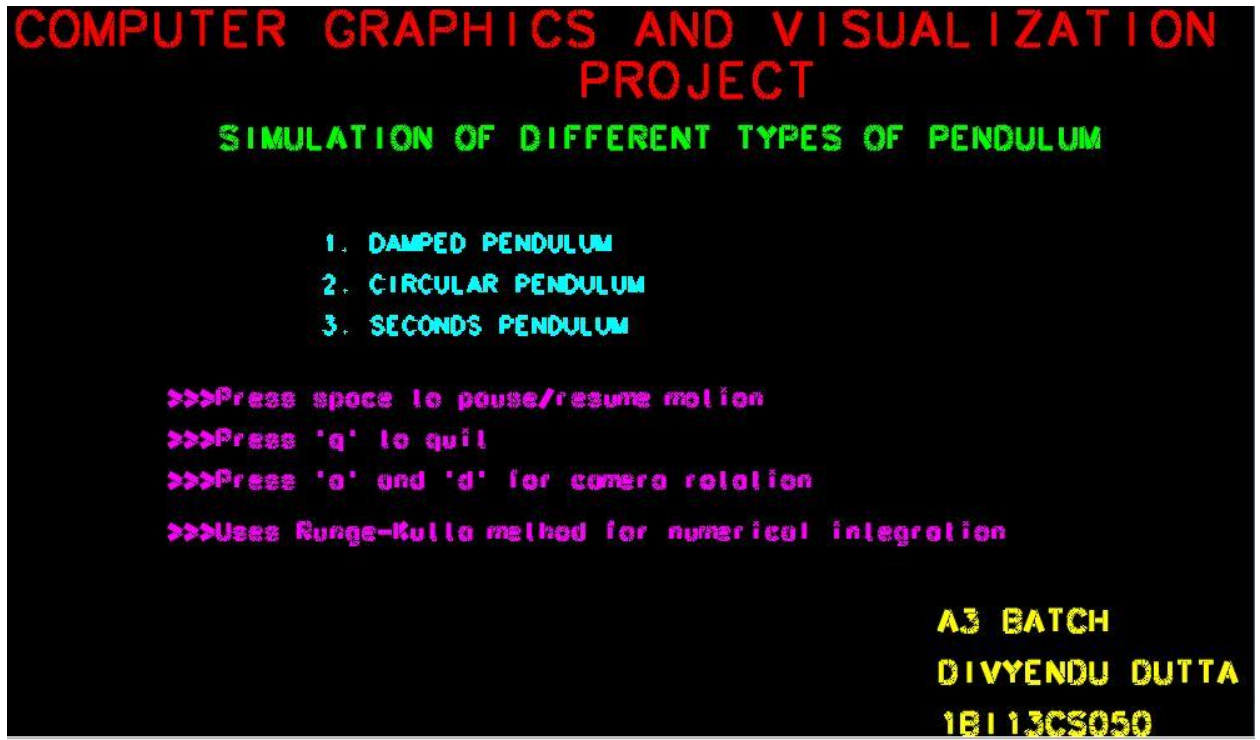 COMPUTER GRAPHICS AND VISUALIZATION
PROJECT
SIMULATION OF DIFFERENT TYPES OF PENDULUM
1. DAMPED PENDULUM
2. CIRCULAR PENDULUM
3. SECONDS PENDULUM
>>>Press space to pause/resume motion
>>>Press 'q' to quit
>>>Press 'a' and 'd' for camera rotation
>>>Uses Runge-Kutta method for numerical integration
A3 BATCH
DIVYENDU DUTTA
1BI13CS050